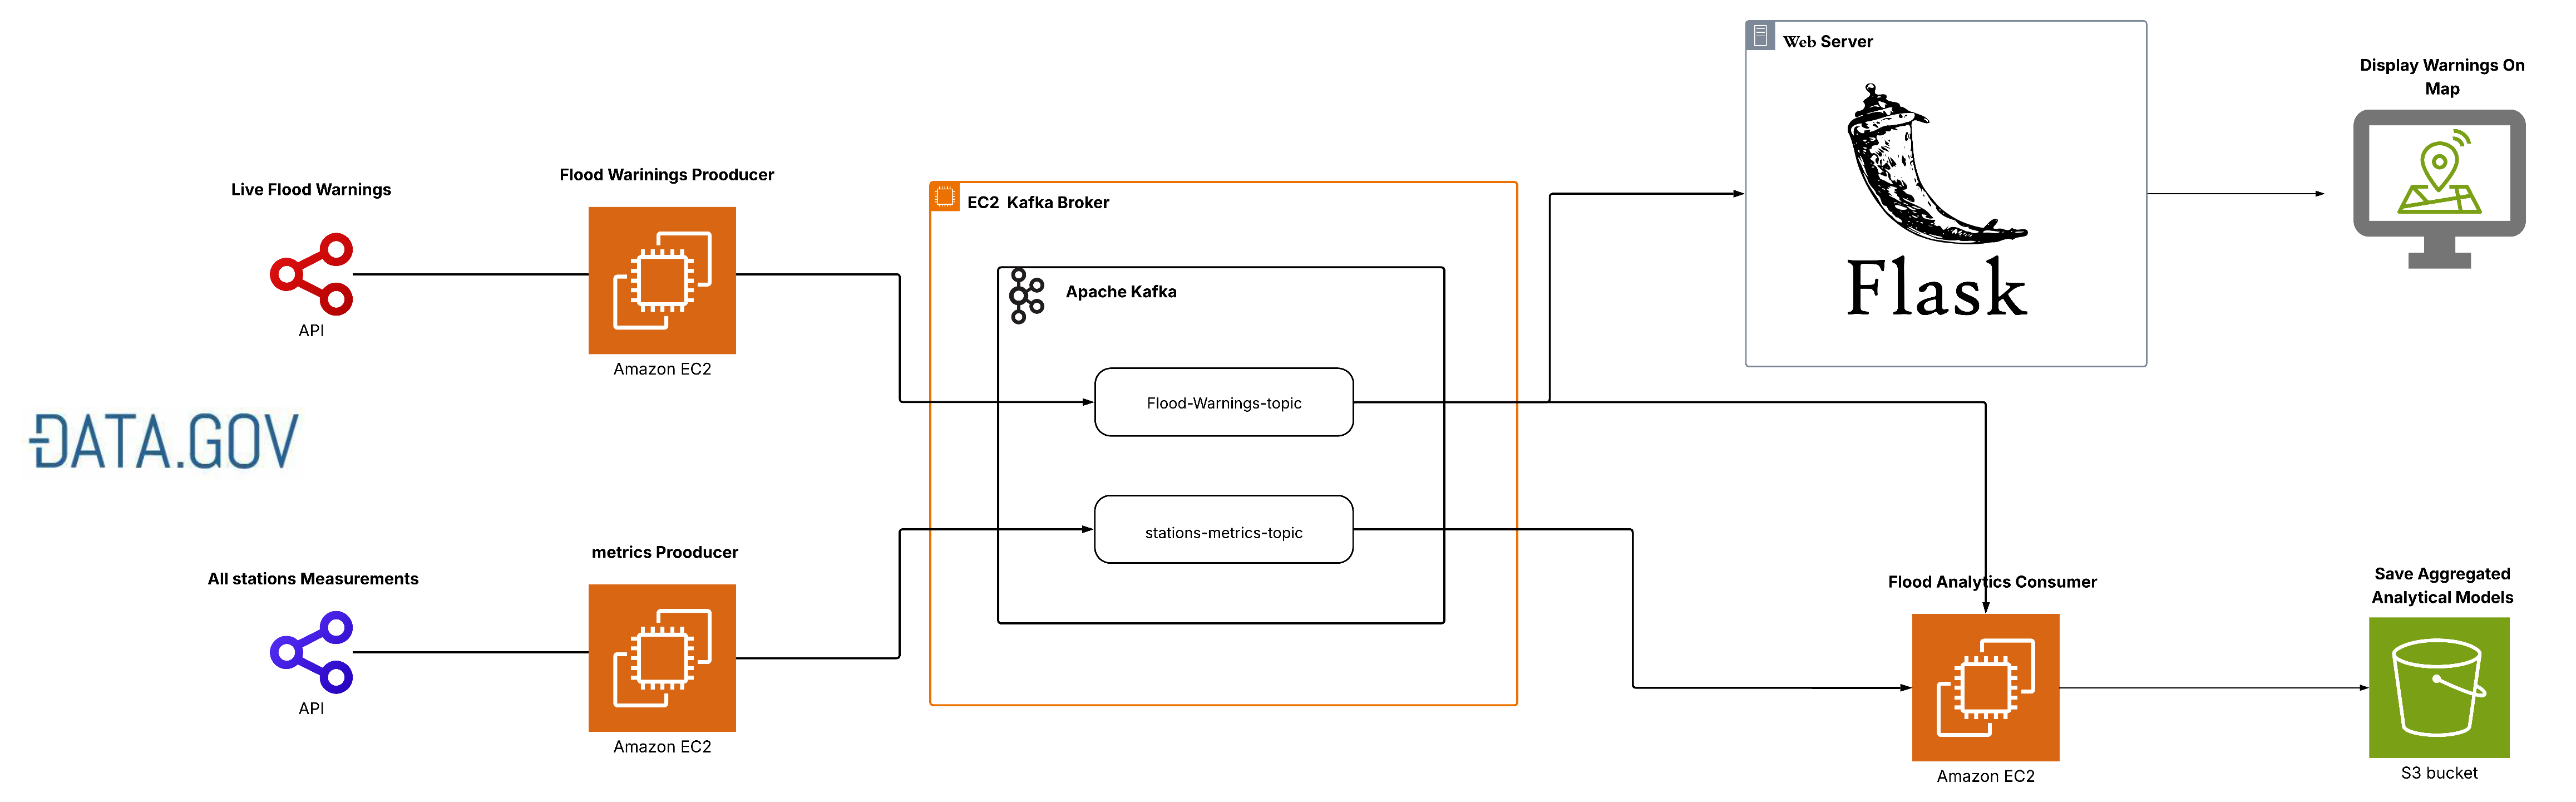 Live Flood Warnings
API
DATA.GOV
All stations Measurements
API
Flood Warinings Prooducer
Amazon EC2
metrics Prooducer
Amazon EC2
EC2 Kafka Broker
Apache Kafka
Flood-Warnings-topic
stations-metrics-topic
Web Server
Flask
Display Warnings On
Map
Flood Analytics Consumer
Amazon EC2
Save Aggregated
Analytical Models
S3 bucket